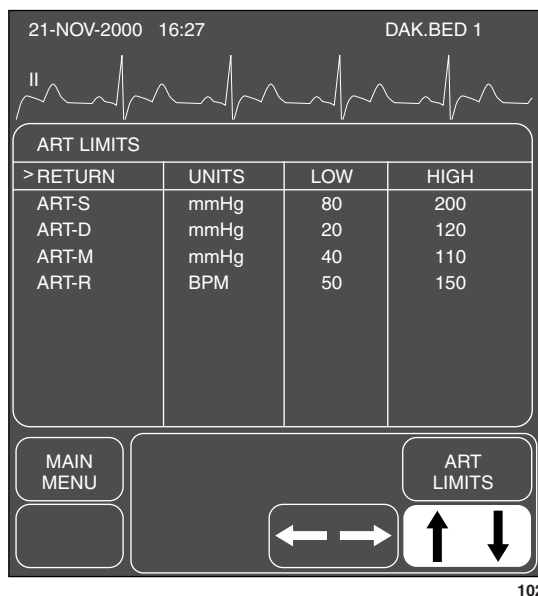 21-NOV-2000 16:27 DAK.BED 1
II
ART LIMITS
>RETURN UNITS LOW HIGH
ART-S mmHg 80 200
ART-D mmHg 20 120
ART-M mmHg 40 110
ART-R BPM 50 150
MAIN
MENU
ART
LIMITS